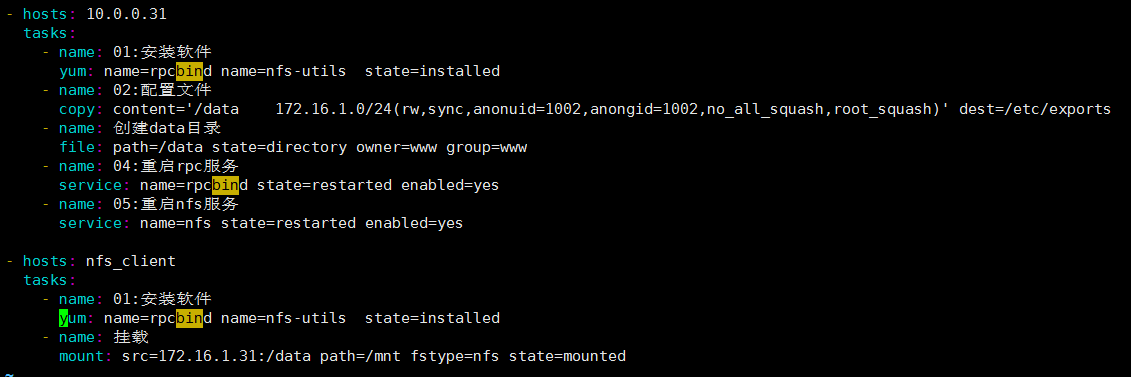 - hosts: 10.0.0.31
  tasks:
    - name: 01:安装软件
      yum: name=rpcbind name=nfs-utils  state=installed
    - name: 02:配置文件
      copy: content='/data    172.16.1.0/24(rw,sync,anonuid=1002,anongid=1002,no_all_squash,root_squash)' dest=/etc/exports
    - name: 创建data目录
      file: path=/data state=directory owner=www group=www
    - name: 04:重启rpc服务
      service: name=rpcbind state=restarted enabled=yes
    - name: 05:重启nfs服务
      service: name=nfs state=restarted enabled=yes

- hosts: nfs_client
  tasks:
    - name: 01:安装软件
      yum: name=rpcbind name=nfs-utils  state=installed
    - name: 挂载
      mount: src=172.16.1.31:/data path=/mnt fstype=nfs state=mounted
~